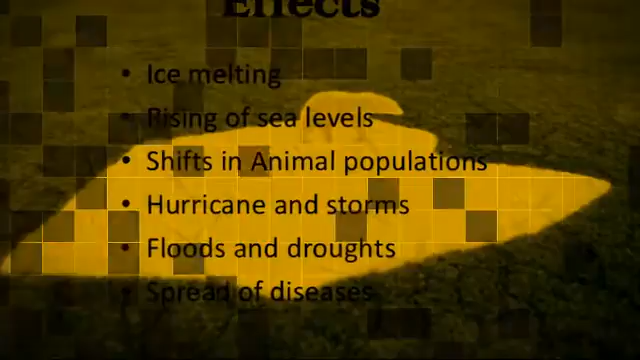 Effects
• Ice melting
• Rising of sea levels
• Shifts in Animal populations
• Hurricane and storms
• Floods and droughts
• Spread of diseases